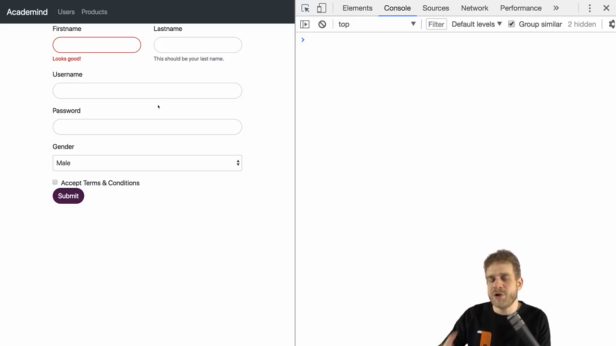 Academind Users Products
Elements Console Sources Network Performance »
top Filter Default levels Group similar 2 hidden
Firstname Lastname
Looks good! This should be your last name.
Username
Password
Gender
Male
Accept Terms & Conditions
Submit